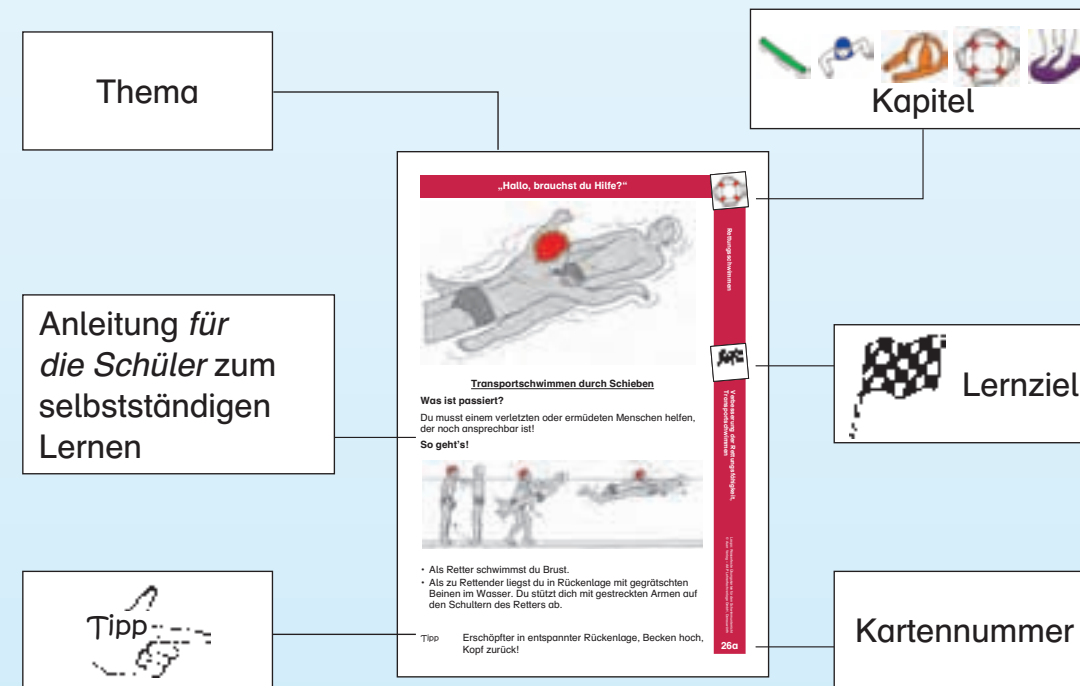 Thema
Kapitel
Anleitung für
die Schüler zum
selbstständigen
Lernen
Tipp
Lernziel
Kartennummer
„Hallo, brauchst du Hilfe?“
Rettungsschwimmen
Transportschwimmen durch Schieben
Was ist passiert?
Du musst einem verletzten oder ermüdeten Menschen helfen,
der noch ansprechbar ist!
So geht's!
• Als Retter schwimmst du Brust.
• Als zu Rettender liegst du in Rückenlage mit gegrätschten
Beinen im Wasser. Du stützt dich mit gestreckten Armen auf
den Schultern des Retters ab.
Tipp Erschöpfter in entspannter Rückenlage, Becken hoch,
Kopf zurück!
Verbesserung der Rettungsfähigkeit,
Transportschwimmen
26a